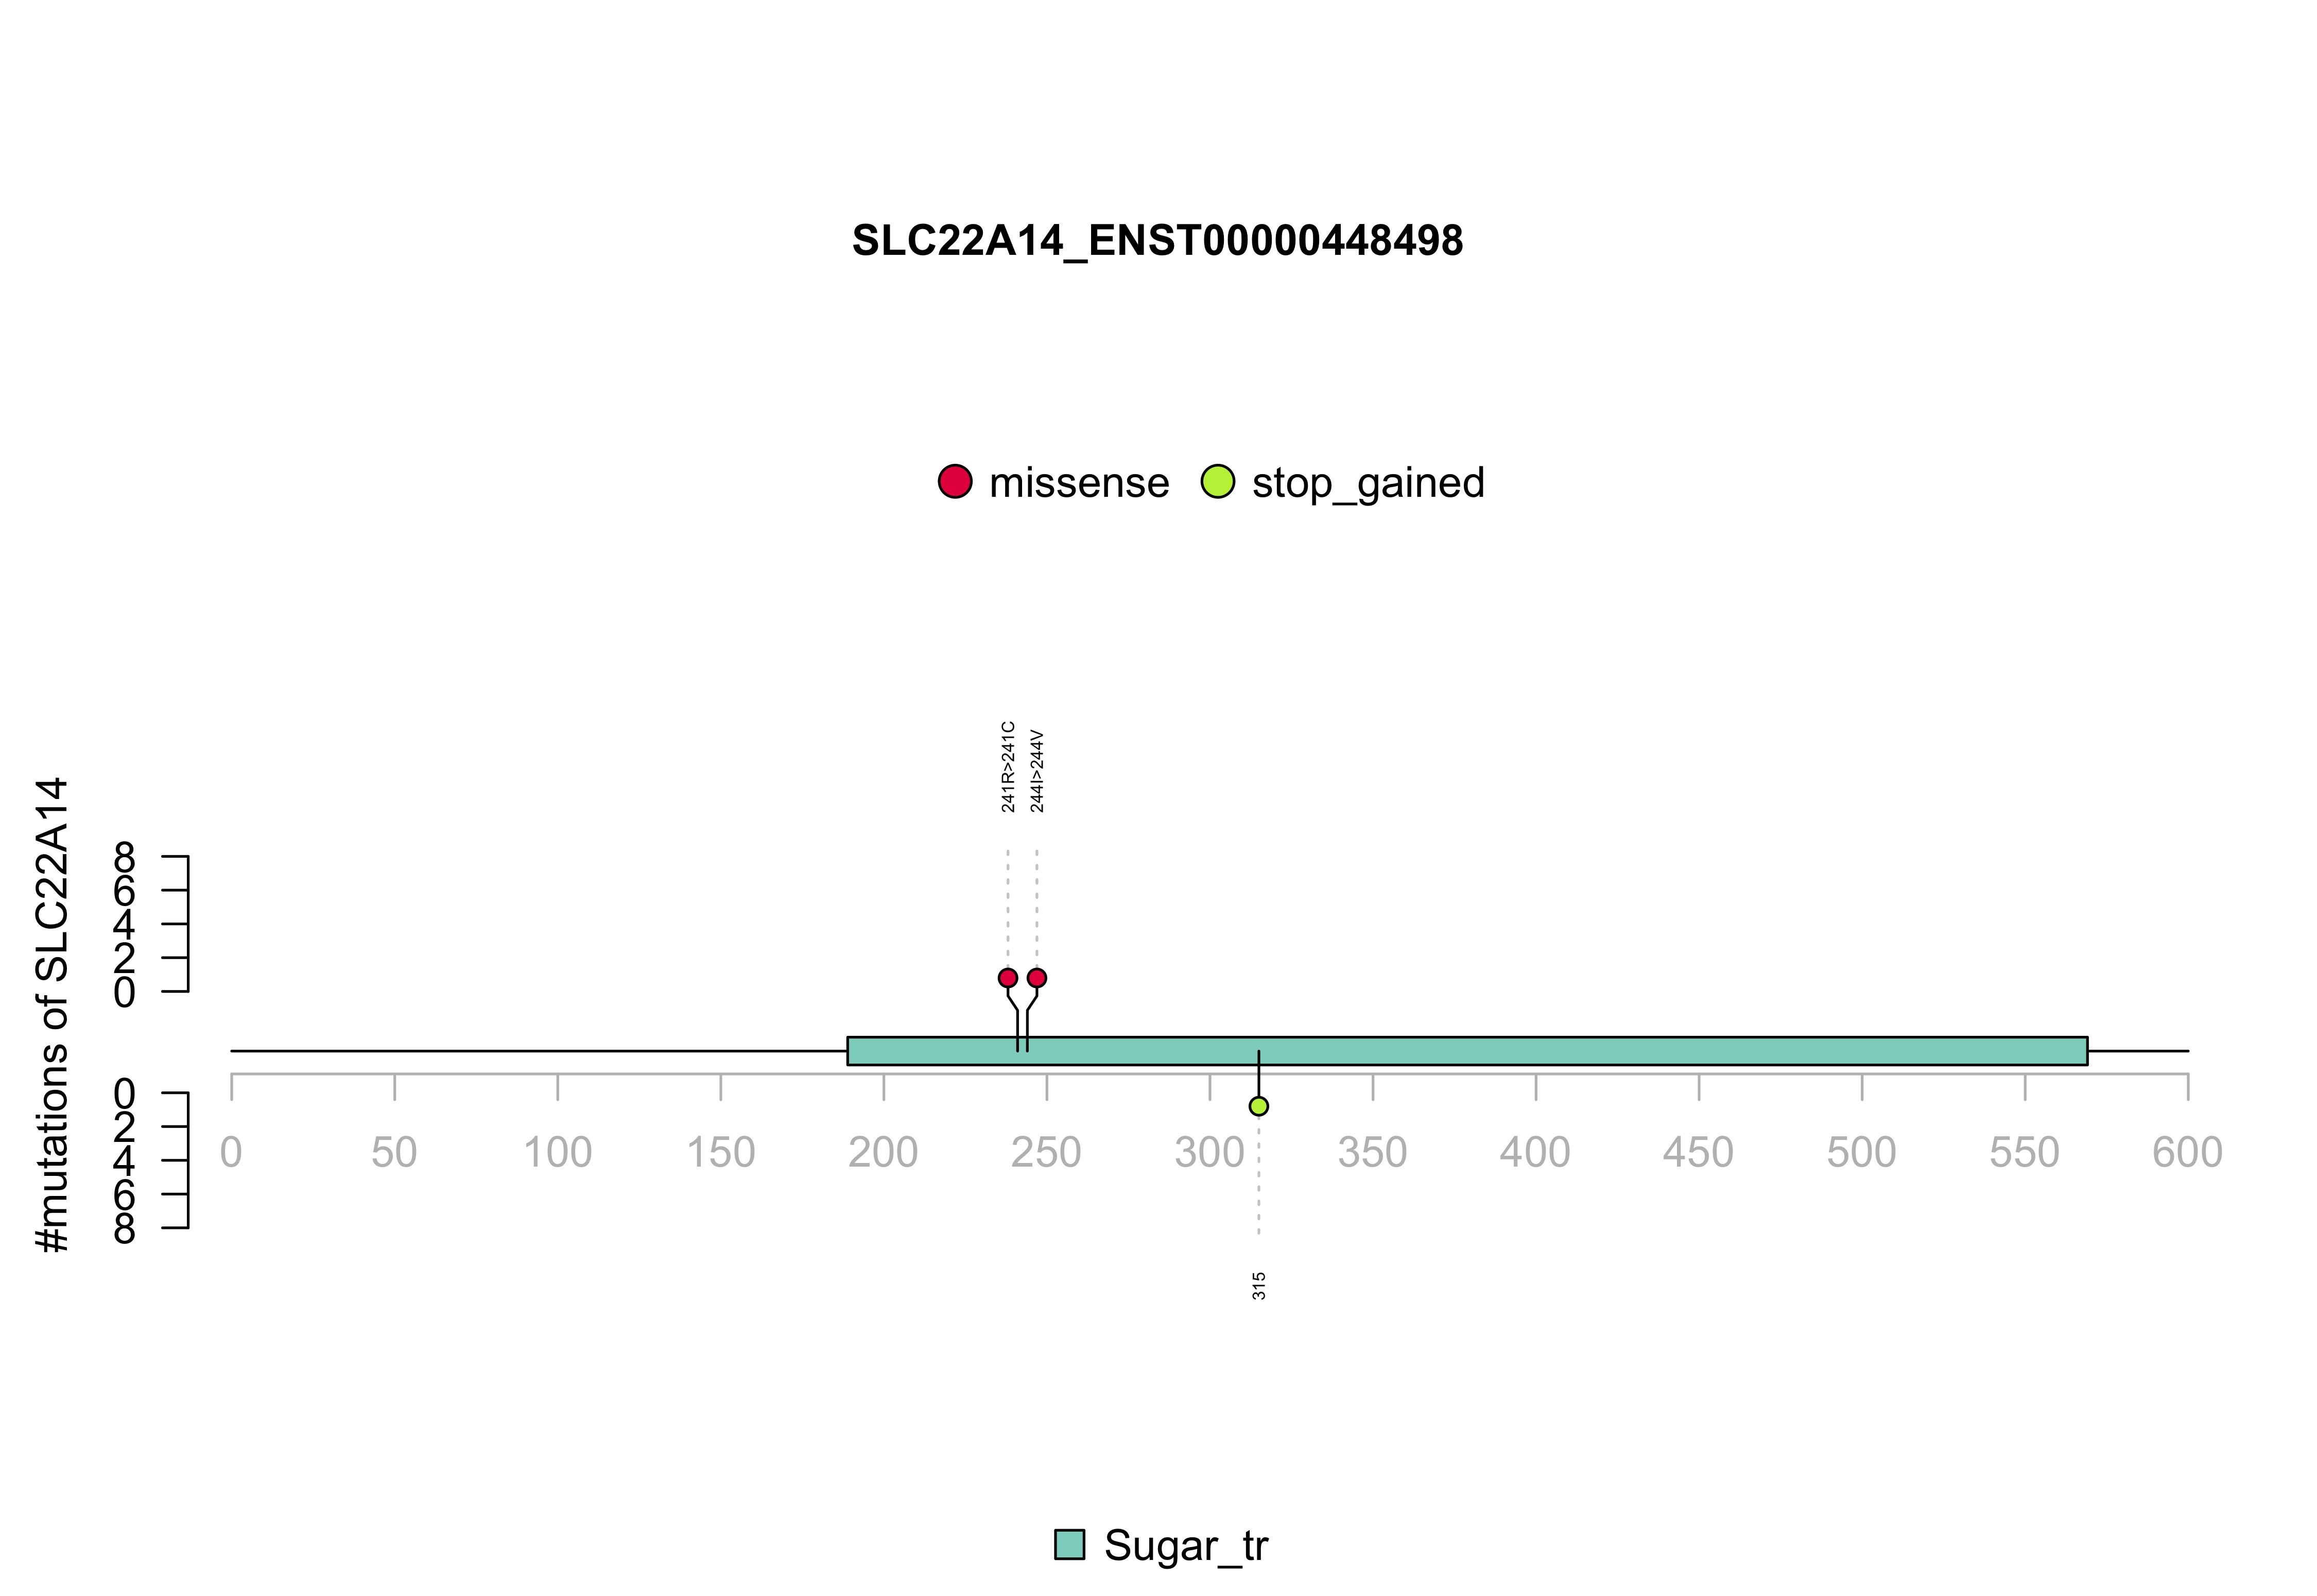 SLC22A14_ENST00000448498
missense
stop_gained
241R>241C
244I>244V
#mutations of SLC22A14
8
6
4
2
0
0
2
4
6
8
0 50 100 150 200 250 300 350 400 450 500 550 600
315
Sugar_tr